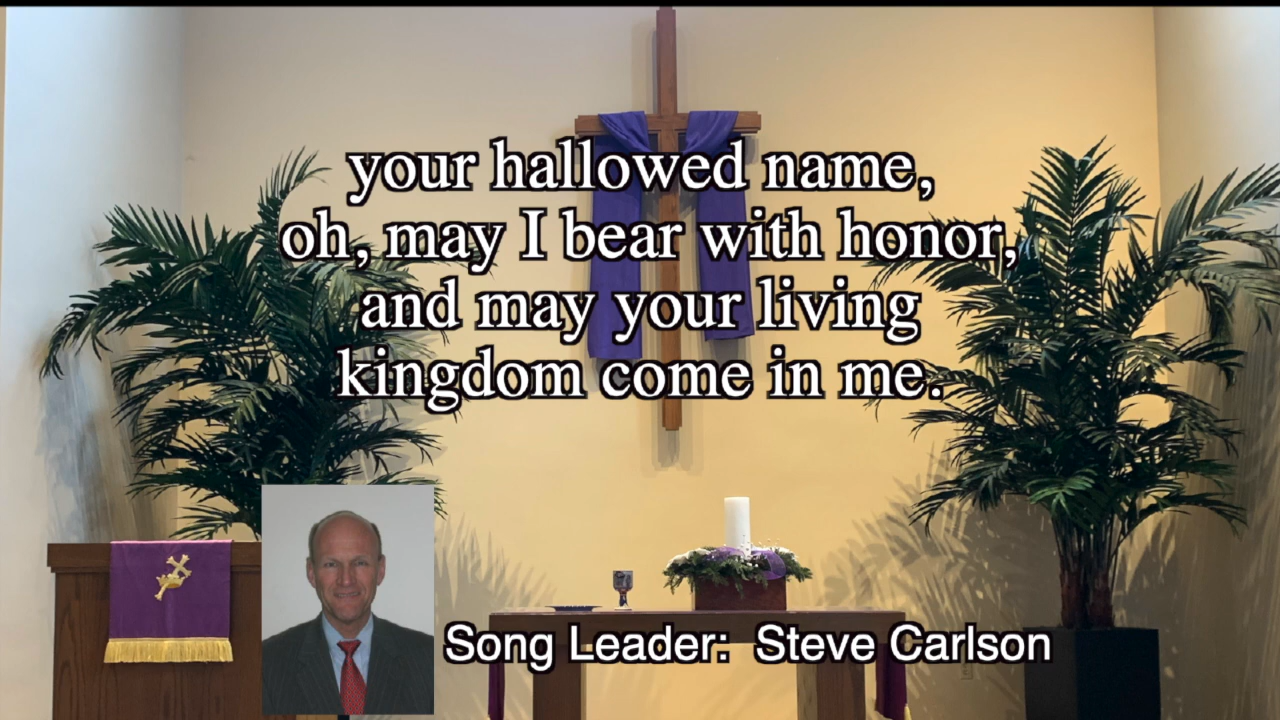 your hallowed name,
oh, may I bear with honor,
and may your living
kingdom come in me.
Song Leader:  Steve Carlson